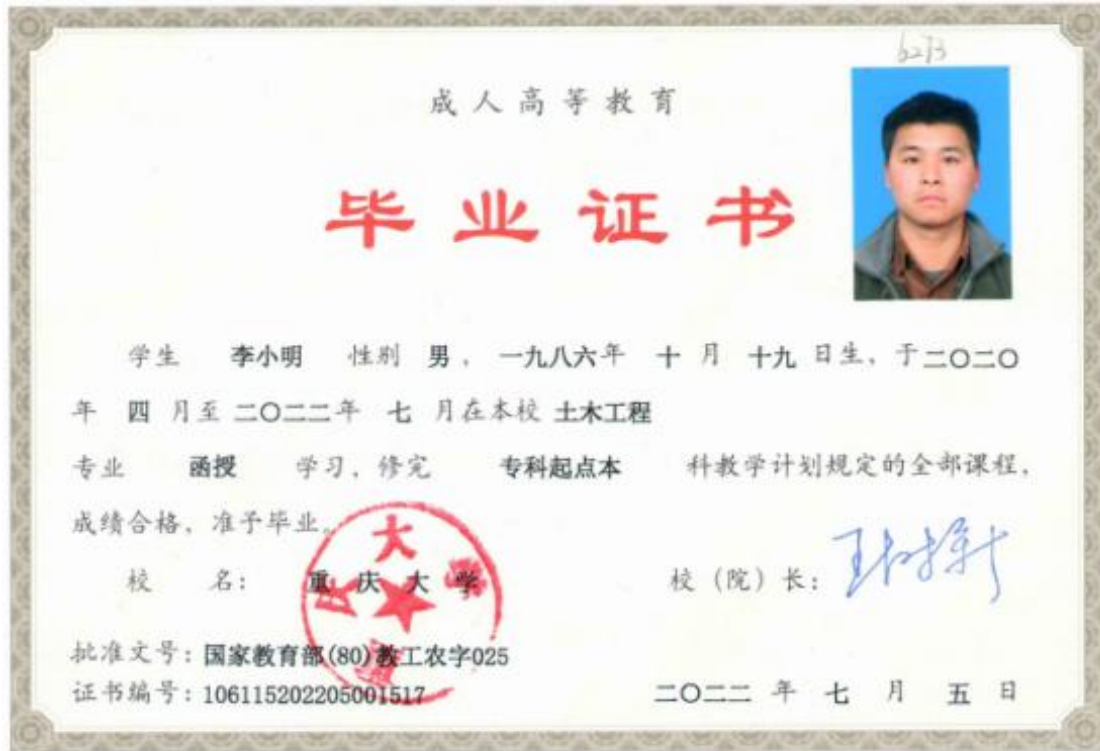 6273
成人高等教育
毕业证书
学生 李小明 性别 男，一九八六年 十 月 十九 日生，于二〇二〇
年 四 月至 二〇二二年 七 月在本校 土木工程
专业 函授 学习，修完 专科起点本 科教学计划规定的全部课程，
成绩合格，准予毕业。
校 名： 重庆大学
重庆大学
校（院）长：
批准文号：国家教育部(80)教工农字025
证书编号：106115202205001517
二〇二二 年 七 月 五 日